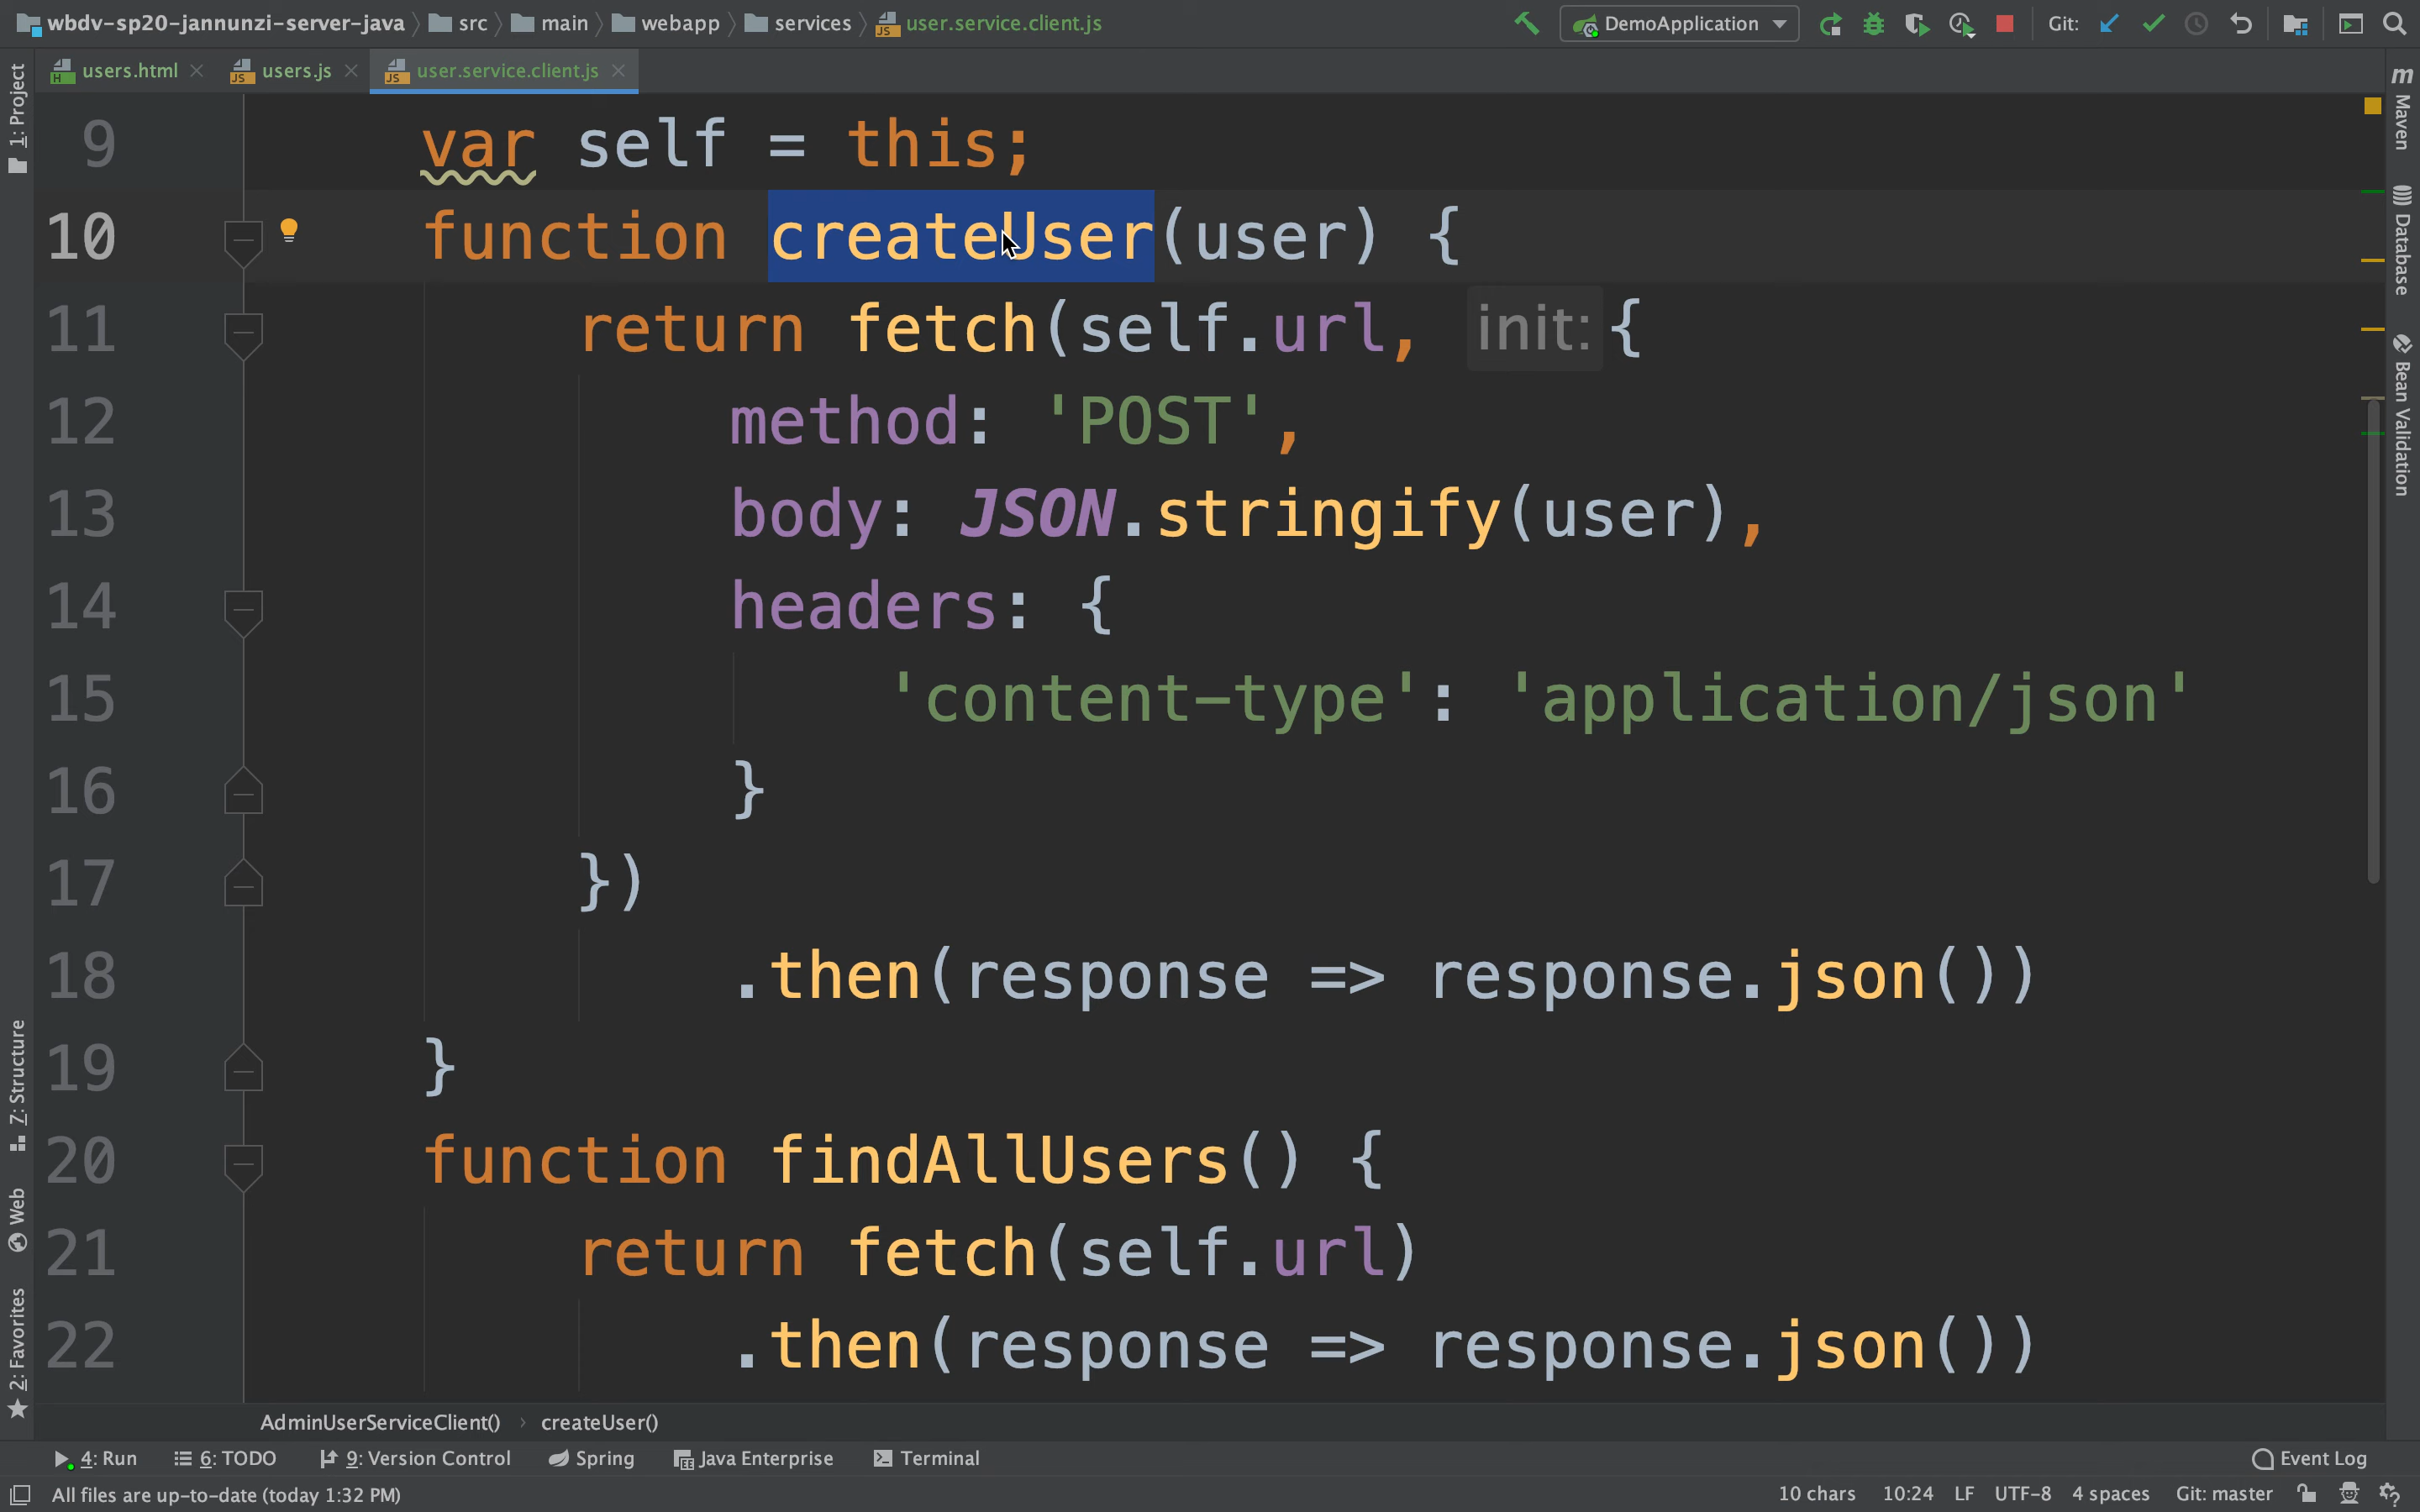 wbdv-sp20-jannunzi-server-java src main webapp services user.service.client.js DemoApplication Git:
users.html users.js user.service.client.js
1: Project
Z: Structure
Web
2: Favorites
9 var self = this;
10 function createUser(user) {
11 return fetch(self.url, init: {
12 method: 'POST',
13 body: JSON.stringify(user),
14 headers: {
15 'content-type': 'application/json'
16 }
17 })
18 .then(response => response.json())
19 }
20 function findAllUsers() {
21 return fetch(self.url)
22 .then(response => response.json())
m Maven
Database
Bean Validation
AdminUserServiceClient() › createUser()
4: Run 6: TODO 9: Version Control Spring Java Enterprise Terminal Event Log
All files are up-to-date (today 1:32 PM) 10 chars 10:24 LF UTF-8 4 spaces Git: master